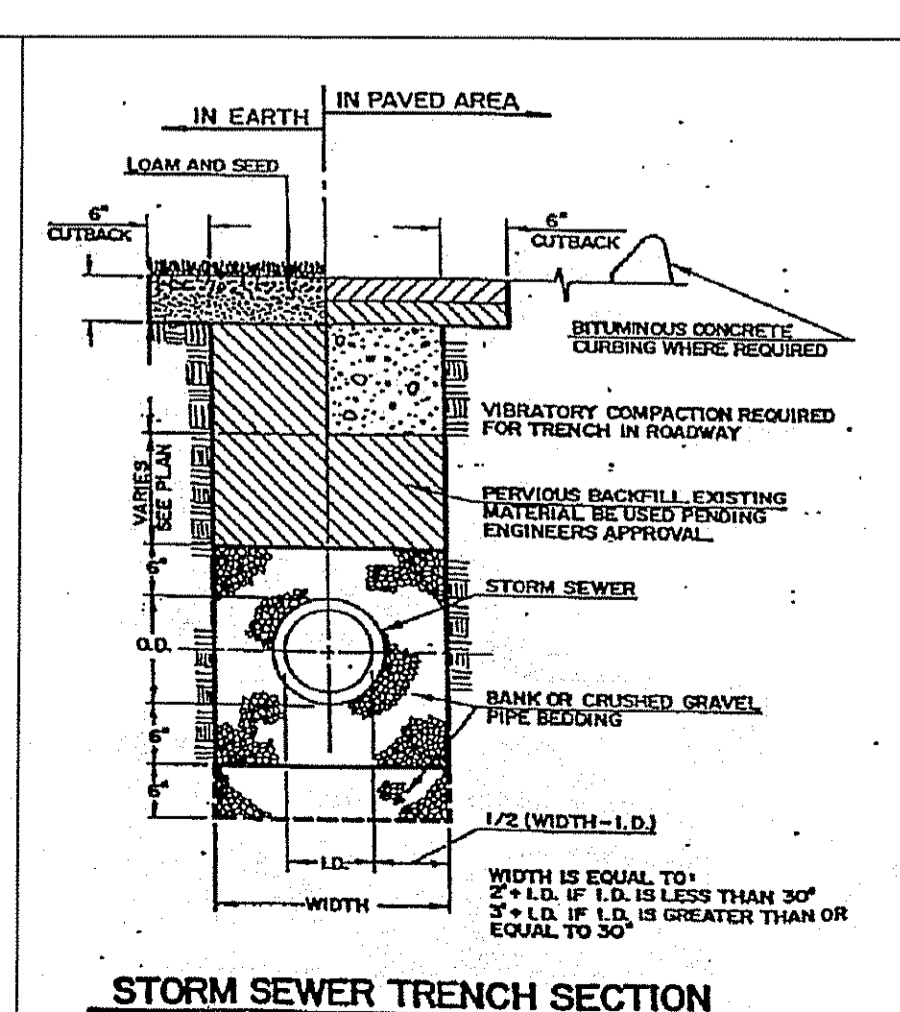 IN EARTH
IN PAVED AREA
LOAM AND SEED
6"
CUTBACK
6"
CUTBACK
BITUMINOUS CONCRETE
CURBING WHERE REQUIRED
VIBRATORY COMPACTION REQUIRED
FOR TRENCH IN ROADWAY
VARIES
SEE PLAN
PERVIOUS BACKFILL EXISTING
MATERIAL BE USED PENDING
ENGINEERS APPROVAL
6"
STORM SEWER
O.D.
BANK OR CRUSHED GRAVEL
PIPE BEDDING
6"
6"
1/2 (WIDTH-I.D.)
I.D.
WIDTH
WIDTH IS EQUAL TO:
2'+ I.D. IF I.D. IS LESS THAN 30"
3'+ I.D. IF I.D. IS GREATER THAN OR
EQUAL TO 30"
STORM SEWER TRENCH SECTION